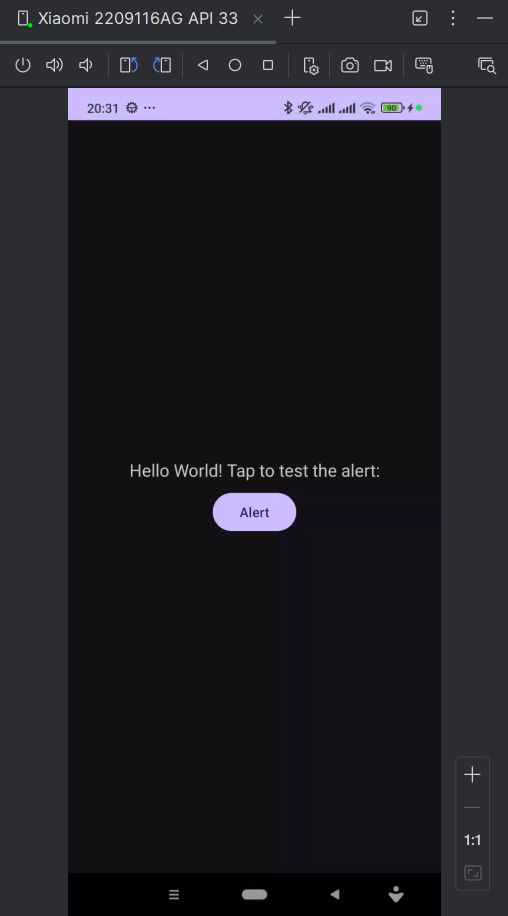 Xiaomi 2209116AG API 33
20:31
90
Hello World! Tap to test the alert:
Alert
1:1